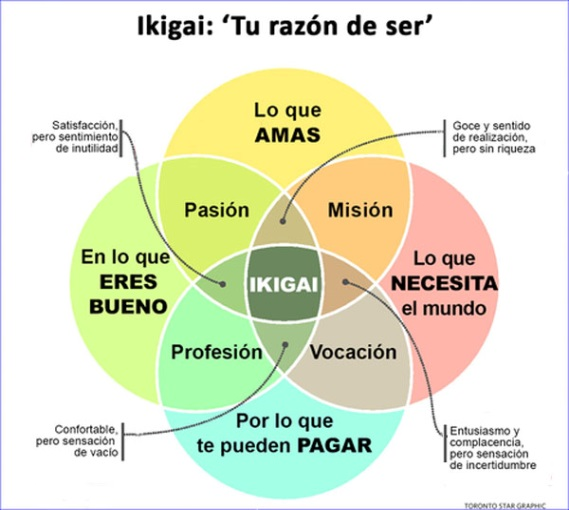 Ikigai: ‘Tu razón de ser’
Lo que
AMAS
Satisfacción,
pero sentimiento
de inutilidad
Goce y sentido
de realización,
pero sin riqueza
Pasión
Misión
En lo que
ERES
BUENO
IKIGAI
Lo que
NECESITA
el mundo
Profesión
Vocación
Por lo que
te pueden PAGAR
Confortable,
pero sensación
de vacío
Entusiasmo y
complacencia,
pero sensación
de incertidumbre
TORONTO STAR GRAPHIC